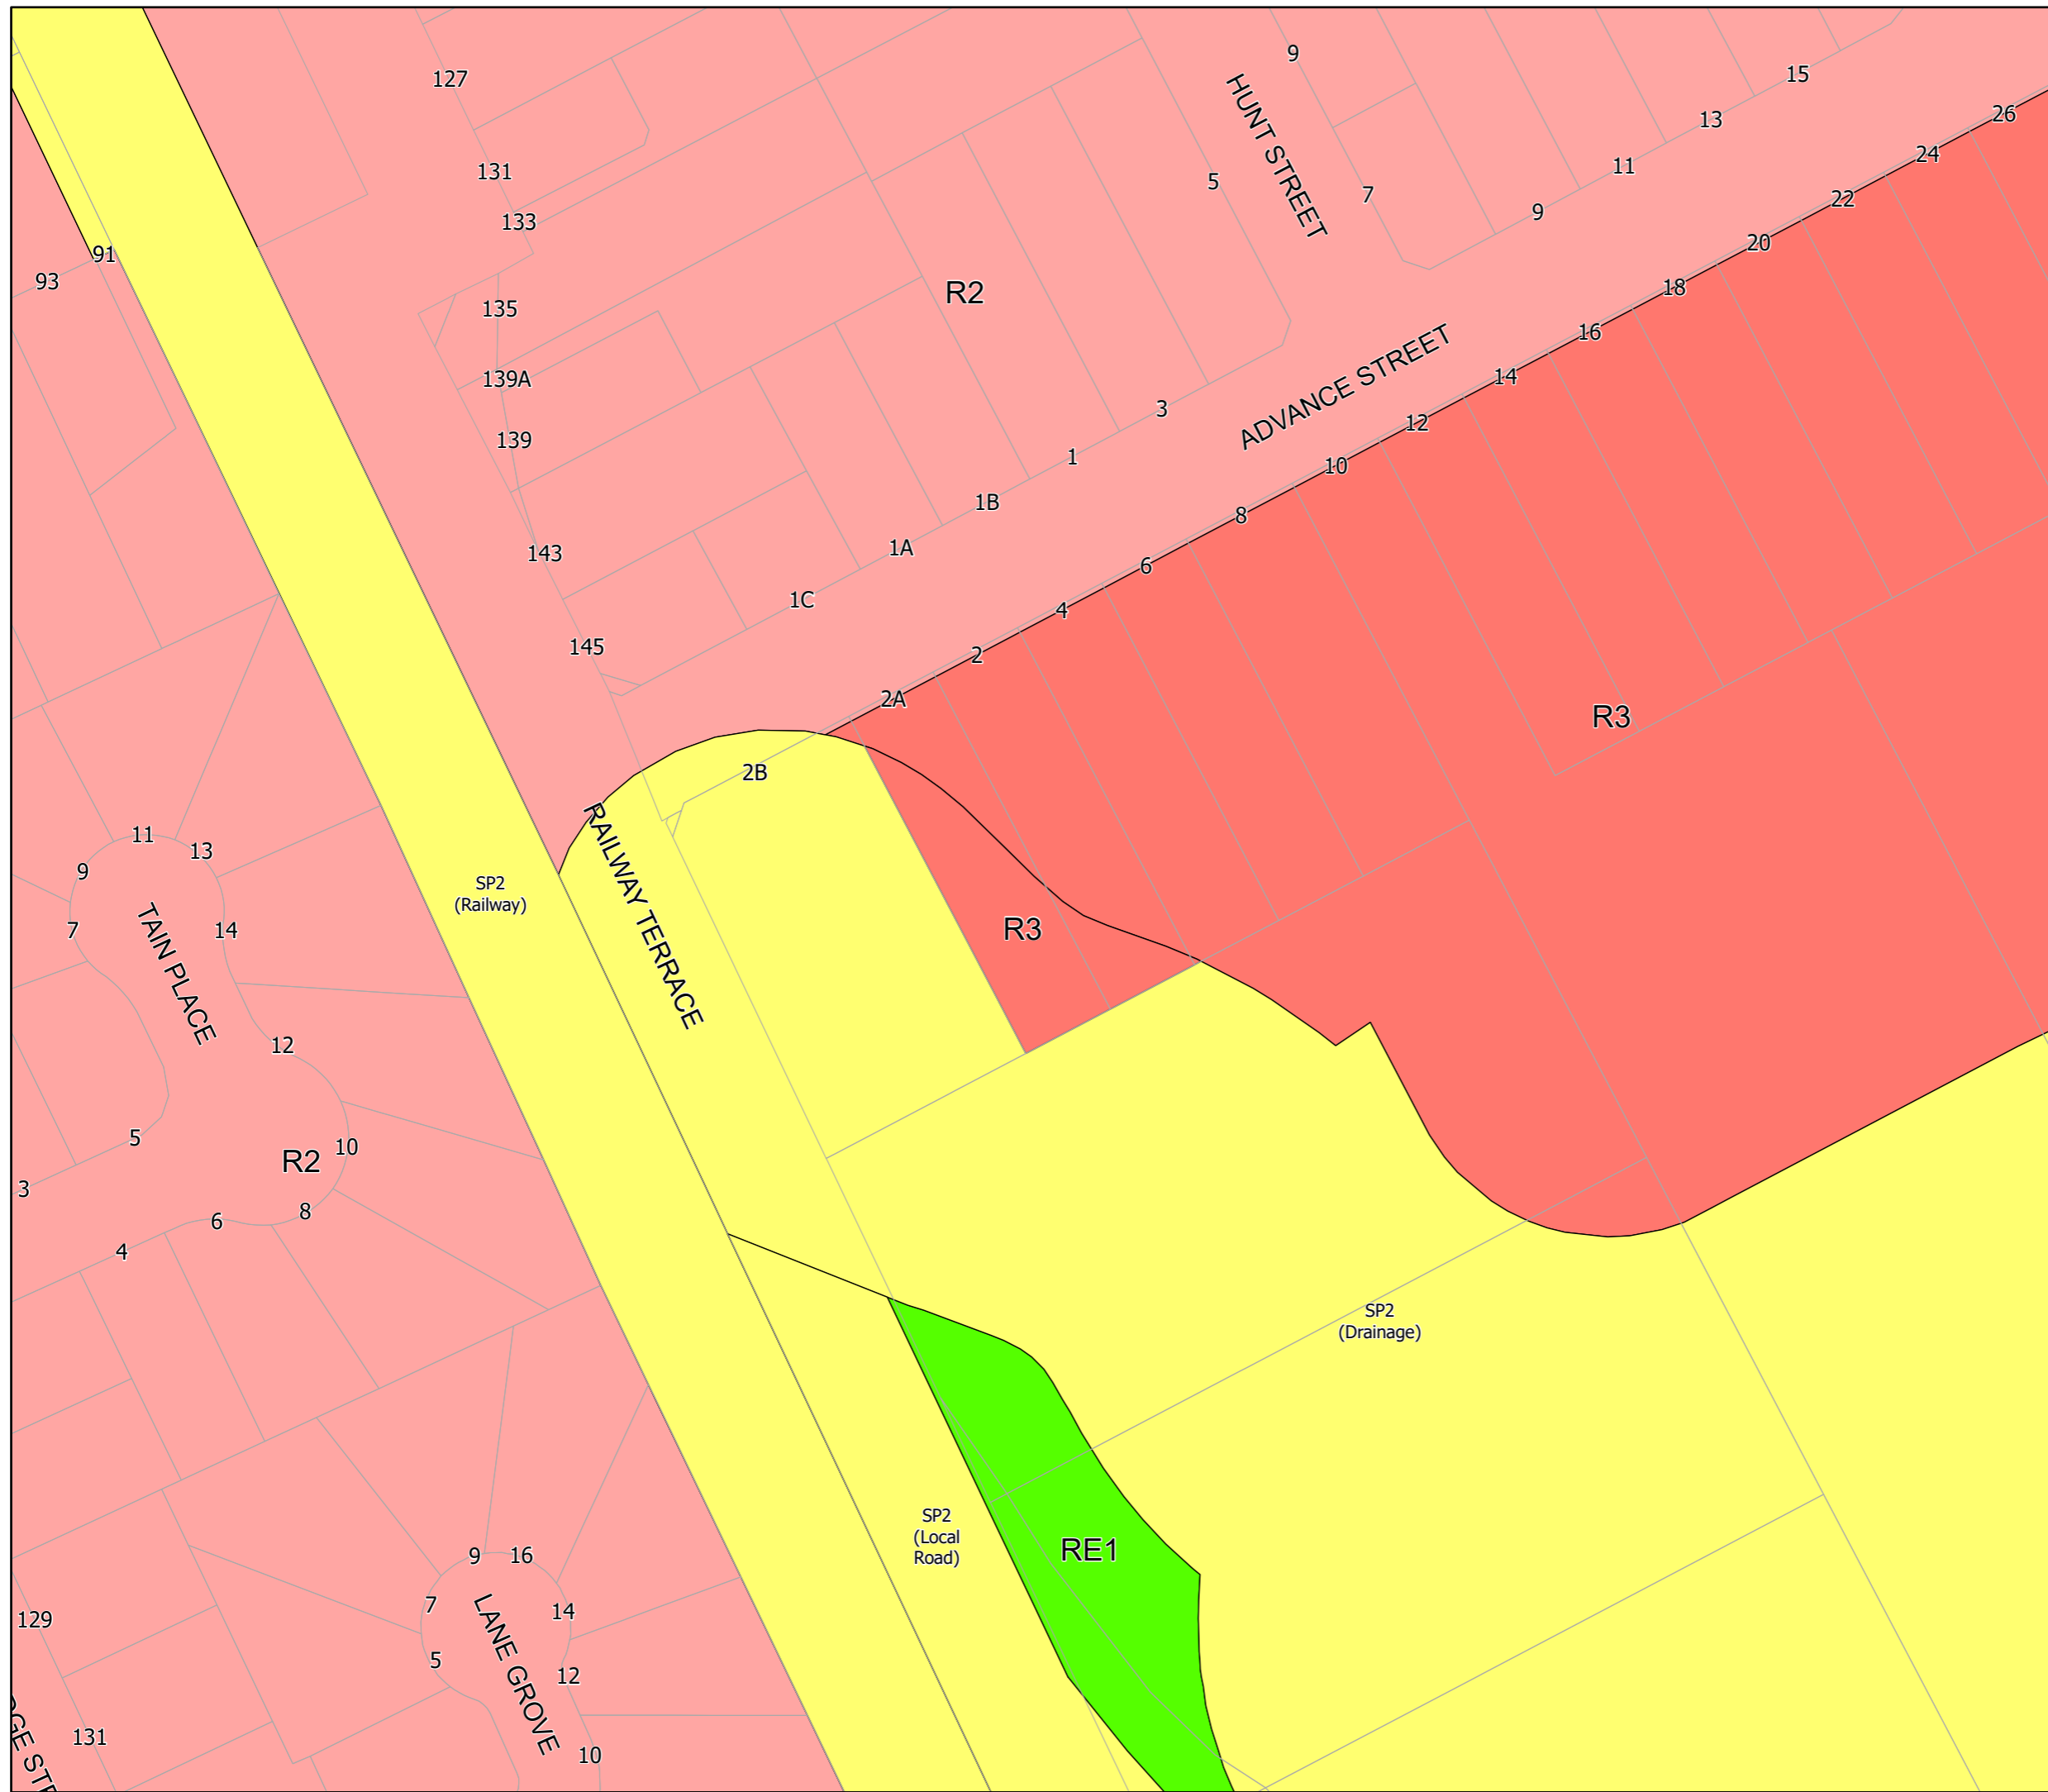 9
127
15
HUNT STREET
26
13
24
131
11
5
7
22
133
9
20
91
93
18
R2
135
16
ADVANCE STREET
14
139A
3
12
139
1
10
1B
8
143
1A
6
1C
4
145
2
2A
R3
2B
RAILWAY TERRACE
11
13
9
SP2
(Railway)
7
TAIN PLACE
14
R3
12
5
10
R2
3
8
6
4
SP2
(Drainage)
SP2
(Local
Road)
RE1
9
16
7
14
129
LANE GROVE
5
12
131
10